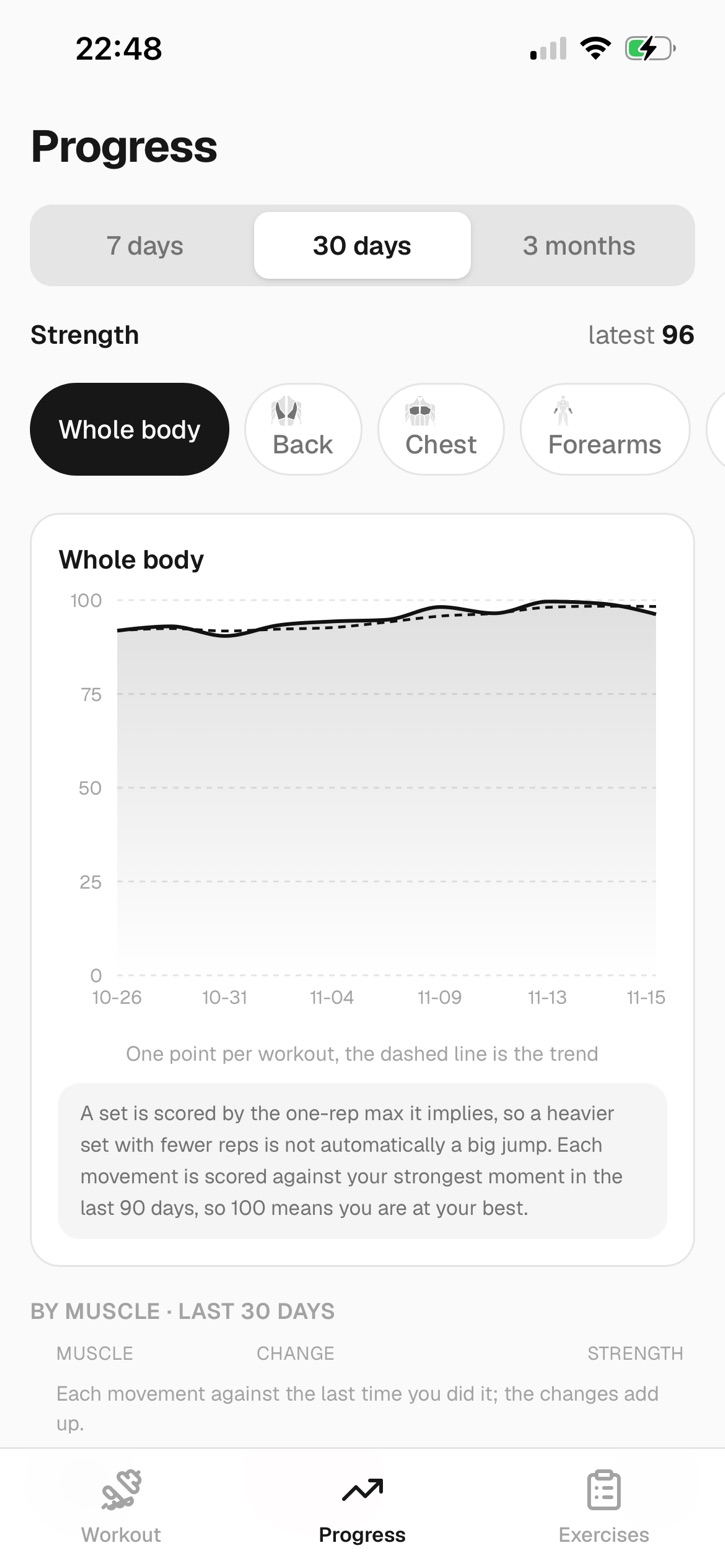 22:48
Progress
7 days
30 days
3 months
Strength
latest 96
Whole body
Back
Chest
Forearms
Whole body
100
75
50
25
0
10-26
10-31
11-04
11-09
11-13
11-15
One point per workout, the dashed line is the trend
A set is scored by the one-rep max it implies, so a heavier
set with fewer reps is not automatically a big jump. Each
movement is scored against your strongest moment in the
last 90 days, so 100 means you are at your best.
BY MUSCLE · LAST 30 DAYS
MUSCLE
CHANGE
STRENGTH
Each movement against the last time you did it; the changes add
up.
Workout
Progress
Exercises